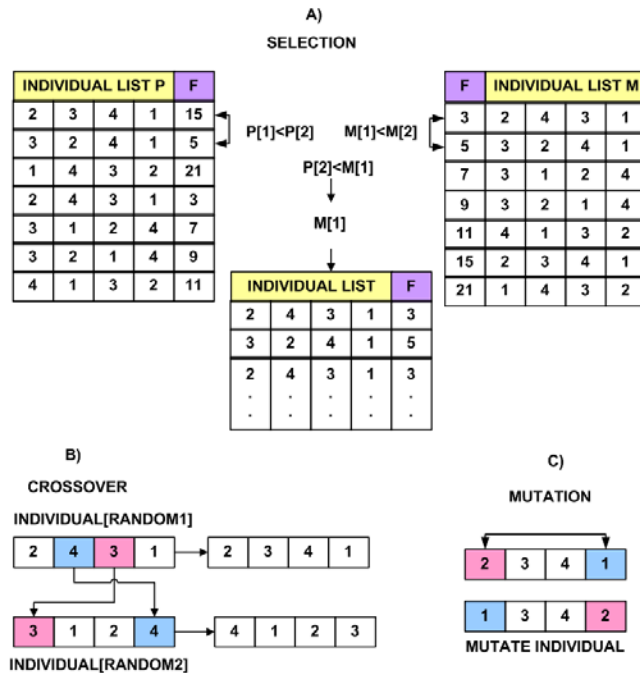 A)
SELECTION
INDIVIDUAL LIST P F
2 3 4 1 15
3 2 4 1 5
1 4 3 2 21
2 4 3 1 3
3 1 2 4 7
3 2 1 4 9
4 1 3 2 11
P[1]<P[2] M[1]<M[2]
P[2]<M[1]
M[1]
F INDIVIDUAL LIST M
3 2 4 3 1
5 3 2 4 1
7 3 1 2 4
9 3 2 1 4
11 4 1 3 2
15 2 3 4 1
21 1 4 3 2
INDIVIDUAL LIST F
2 4 3 1 3
3 2 4 1 5
2 4 3 1 3
. . . . .
. . . . .
B)
CROSSOVER
INDIVIDUAL[RANDOM1]
2 4 3 1 2 3 4 1
3 1 2 4 4 1 2 3
INDIVIDUAL[RANDOM2]
C)
MUTATION
2 3 4 1
1 3 4 2
MUTATE INDIVIDUAL